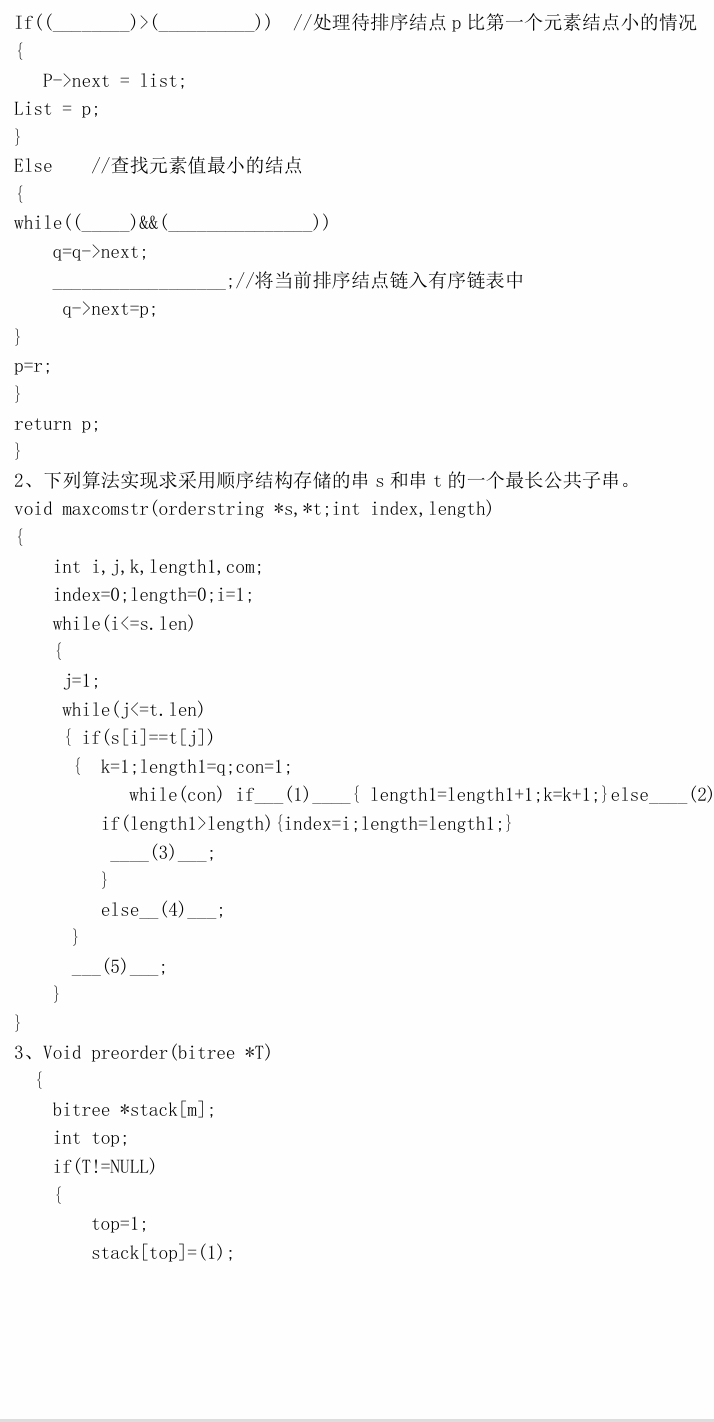 If((________)>(__________))  //处理待排序结点 p 比第一个元素结点小的情况
{
   P->next = list;
List = p;
}
Else    //查找元素值最小的结点
{
while((_____)&&(_______________))
    q=q->next;
    __________________;//将当前排序结点链入有序链表中
     q->next=p;
}
p=r;
}
return p;
}
2、下列算法实现求采用顺序结构存储的串 s 和串 t 的一个最长公共子串。
void maxcomstr(orderstring *s,*t;int index,length)
{
    int i,j,k,length1,com;
    index=0;length=0;i=1;
    while(i<=s.len)
    {
     j=1;
     while(j<=t.len)
     { if(s[i]==t[j])
      {  k=1;length1=q;con=1;
            while(con) if___(1)____{ length1=length1+1;k=k+1;}else____(2)
         if(length1>length){index=i;length=length1;}
          ____(3)___;
         }
         else__(4)___;
      }
      ___(5)___;
    }
}
3、Void preorder(bitree *T)
  {
    bitree *stack[m];
    int top;
    if(T!=NULL)
    {
        top=1;
        stack[top]=(1);